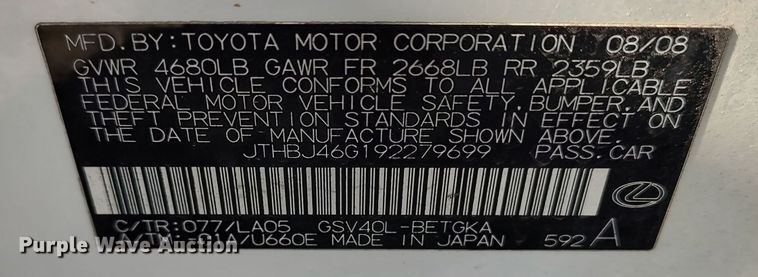 MFD. BY: TOYOTA MOTOR CORPORATION 08/08
GVWR 4680LB GAWR FR 2668LB RR 2359LB
THIS VEHICLE CONFORMS TO ALL APPLICABLE
FEDERAL MOTOR VEHICLE SAFETY, BUMPER, AND
THEFT PREVENTION STANDARDS IN EFFECT ON
THE DATE OF MANUFACTURE SHOWN ABOVE.
JTHBJ46G192279699 PASS. CAR
C/TR: 077/LA05 GSV40L-BETGKA
A/TM: -01A/U660E MADE IN JAPAN 592 A
Purple Wave Auction